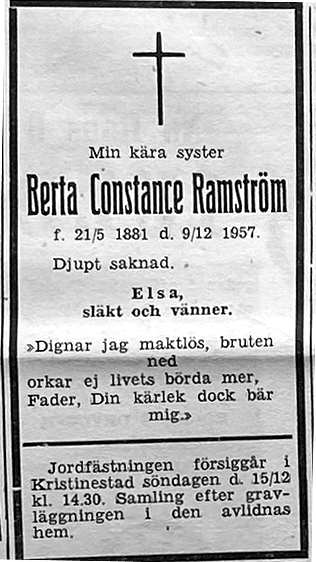 Min kära syster
Berta Constance Ramström
f. 21/5 1881 d. 9/12 1957.
Djupt saknad.
Elsa,
släkt och vänner.
»Dignar jag maktlös, bruten
ned
orkar ej livets börda mer,
Fader, Din kärlek dock bär
mig.»
Jordfästningen försiggår i
Kristinestad söndagen d. 15/12
kl. 14.30. Samling efter grav-
läggningen i den avlidnas
hem.